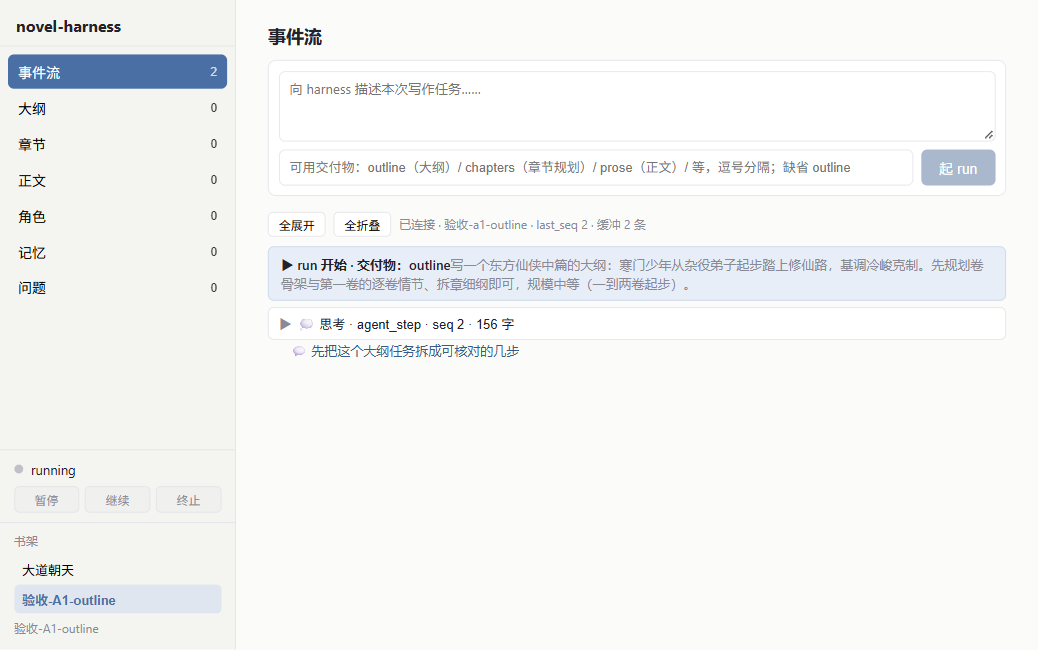 novel-harness
事件流 2
大纲 0
章节 0
正文 0
角色 0
记忆 0
问题 0
running
暂停 继续 终止
书架
大道朝天
验收-A1-outline
验收-A1-outline
事件流
向 harness 描述本次写作任务……
可用交付物：outline（大纲）/ chapters（章节规划）/ prose（正文）/ 等，逗号分隔；缺省 outline
起 run
全展开 全折叠 已连接 · 验收-a1-outline · last_seq 2 · 缓冲 2 条
▶ run 开始 · 交付物：outline写一个东方仙侠中篇的大纲：寒门少年从杂役弟子起步踏上修仙路，基调冷峻克制。先规划卷
骨架与第一卷的逐卷情节、拆章细纲即可，规模中等（一到两卷起步）。
▶ 💭 思考 · agent_step · seq 2 · 156 字
💭 先把这个大纲任务拆成可核对的几步